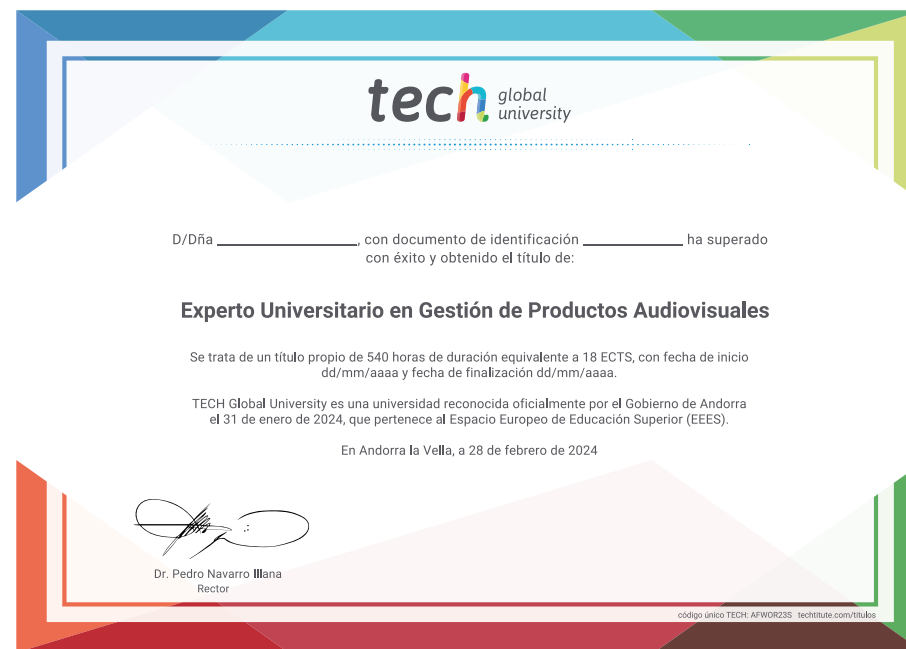 tech global university
D/Dña ____________________, con documento de identificación ______________ ha superado
con éxito y obtenido el título de:
Experto Universitario en Gestión de Productos Audiovisuales
Se trata de un título propio de 540 horas de duración equivalente a 18 ECTS, con fecha de inicio
dd/mm/aaaa y fecha de finalización dd/mm/aaaa.
TECH Global University es una universidad reconocida oficialmente por el Gobierno de Andorra
el 31 de enero de 2024, que pertenece al Espacio Europeo de Educación Superior (EEES).
En Andorra la Vella, a 28 de febrero de 2024
Dr. Pedro Navarro Illana
Rector
código único TECH: AFWOR23S techtitute.com/titulos